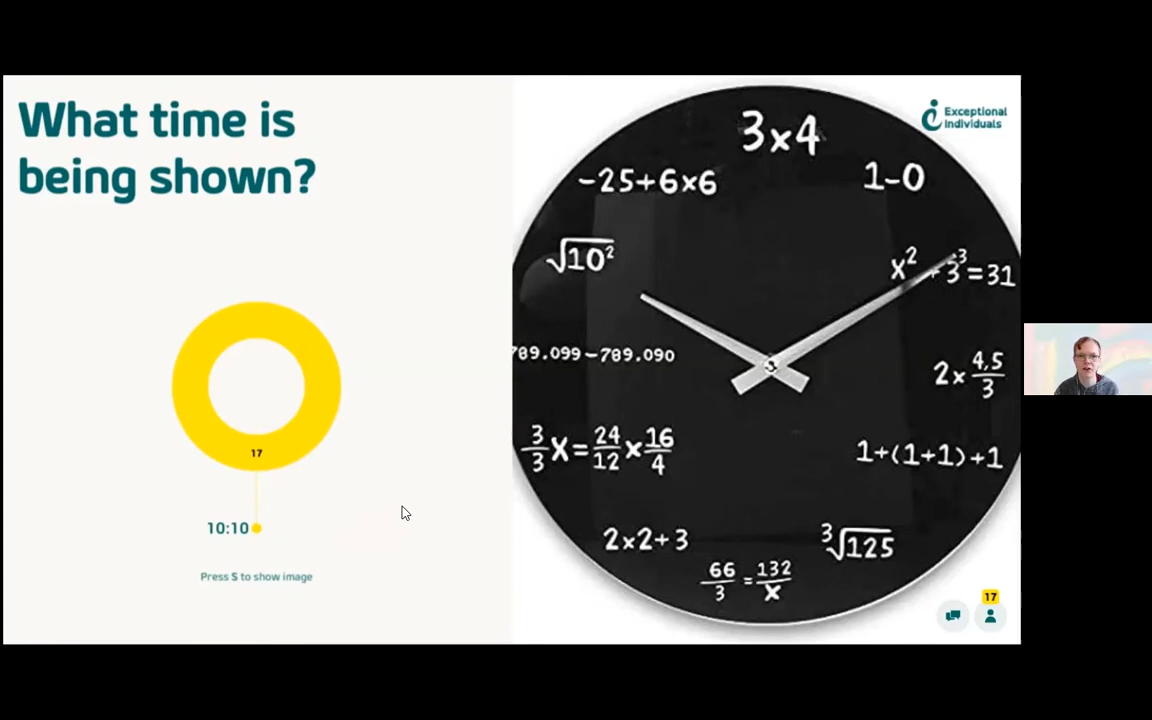 What time is
being shown?
17
10:10
Press S to show image
Exceptional
Individuals
3x4
1-0
x² +3³=31
2x 4,5/3
1+(1+1)+1
³√125
66/3 = 132/x
2x2+3
3/3 x = 24/12 x 16/4
789.099-789.090
√10²
-25+6x6
17